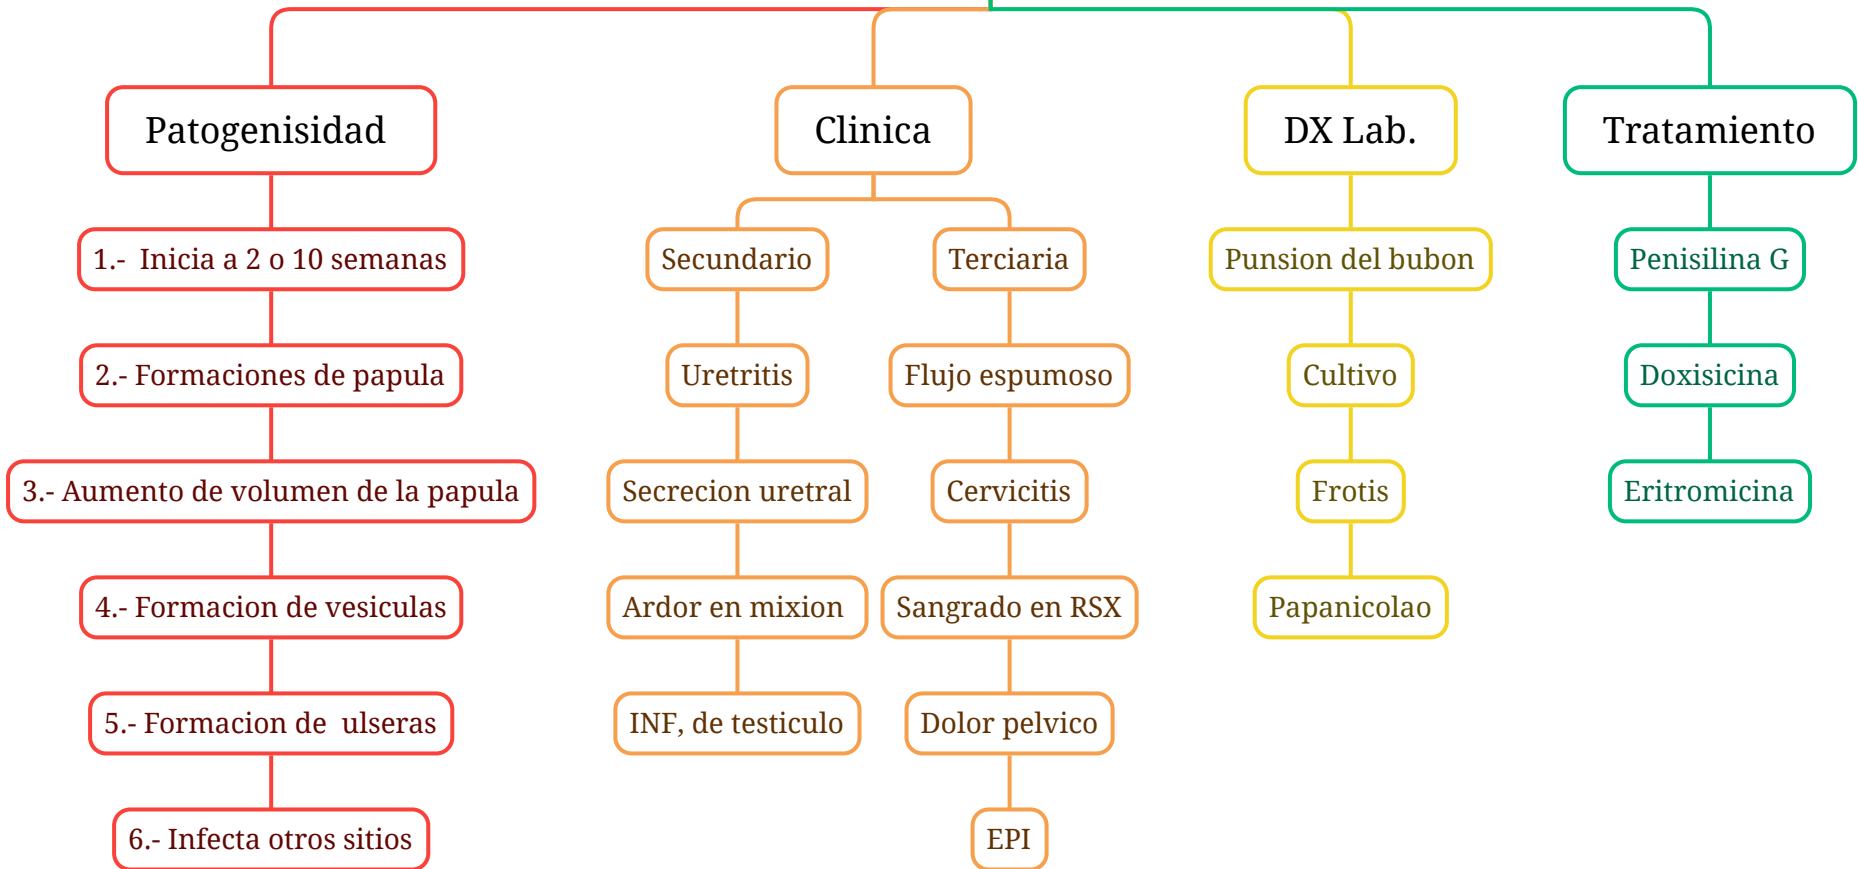 Patogenisidad
1.- Inicia a 2 o 10 semanas
2.- Formaciones de papula
3.- Aumento de volumen de la papula
4.- Formacion de vesiculas
5.- Formacion de ulseras
6.- Infecta otros sitios
Clinica
Secundario
Uretritis
Secrecion uretral
Ardor en mixion
INF, de testiculo
Terciaria
Flujo espumoso
Cervicitis
Sangrado en RSX
Dolor pelvico
EPI
DX Lab.
Punsion del bubon
Cultivo
Frotis
Papanicolao
Tratamiento
Penisilina G
Doxisicina
Eritromicina